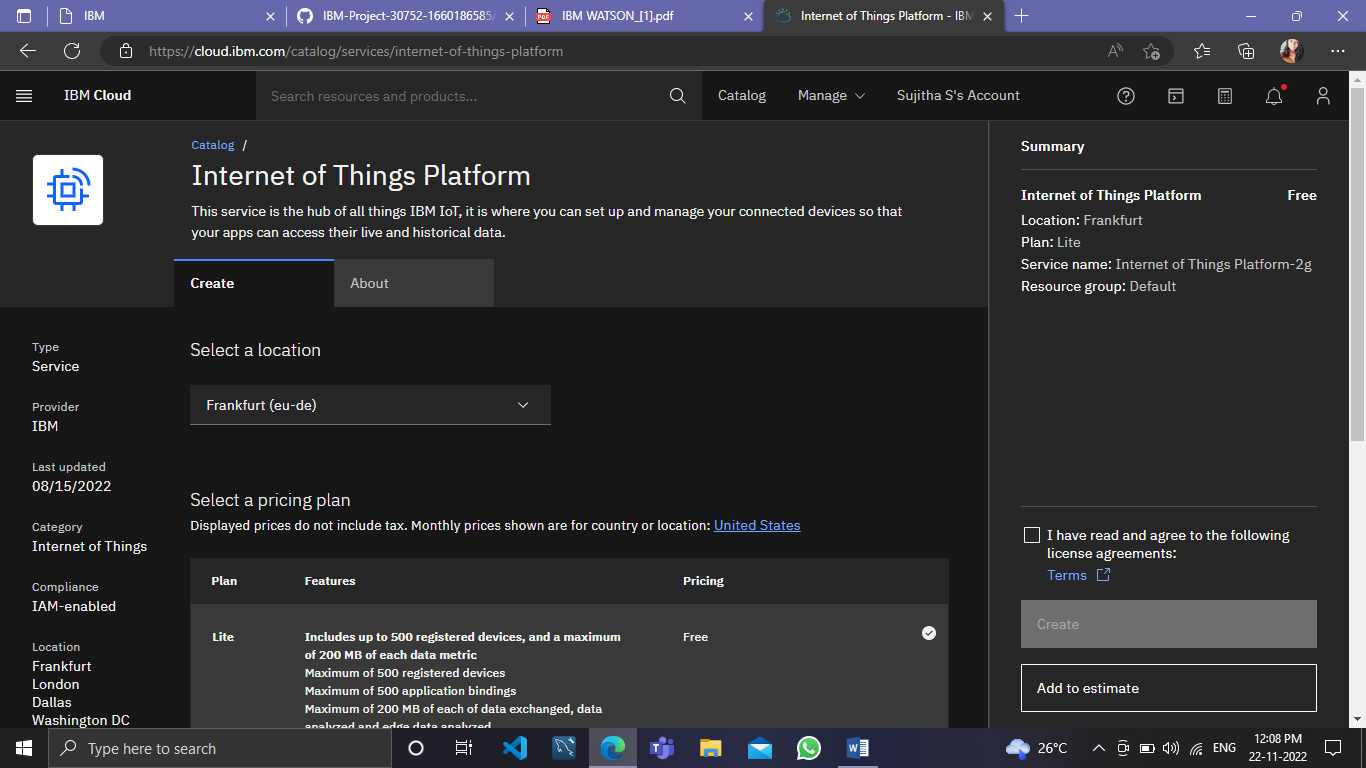 IBM
IBM-Project-30752-1660186585/
IBM WATSON_[1].pdf
Internet of Things Platform - IBM
https://cloud.ibm.com/catalog/services/internet-of-things-platform
IBM Cloud
Search resources and products...
Catalog
Manage
Sujitha S's Account
Catalog /
Internet of Things Platform
This service is the hub of all things IBM IoT, it is where you can set up and manage your connected devices so that
your apps can access their live and historical data.
Create
About
Type
Service
Provider
IBM
Last updated
08/15/2022
Category
Internet of Things
Compliance
IAM-enabled
Location
Frankfurt
London
Dallas
Washington DC
Select a location
Frankfurt (eu-de)
Select a pricing plan
Displayed prices do not include tax. Monthly prices shown are for country or location: United States
Plan Features Pricing
Lite Includes up to 500 registered devices, and a maximum Free
of 200 MB of each data metric
Maximum of 500 registered devices
Maximum of 500 application bindings
Maximum of 200 MB of each of data exchanged, data
analyzed and edge data analyzed
Summary
Internet of Things Platform Free
Location: Frankfurt
Plan: Lite
Service name: Internet of Things Platform-2g
Resource group: Default
I have read and agree to the following
license agreements:
Terms
Create
Add to estimate
Type here to search
26°C
ENG
12:08 PM
22-11-2022